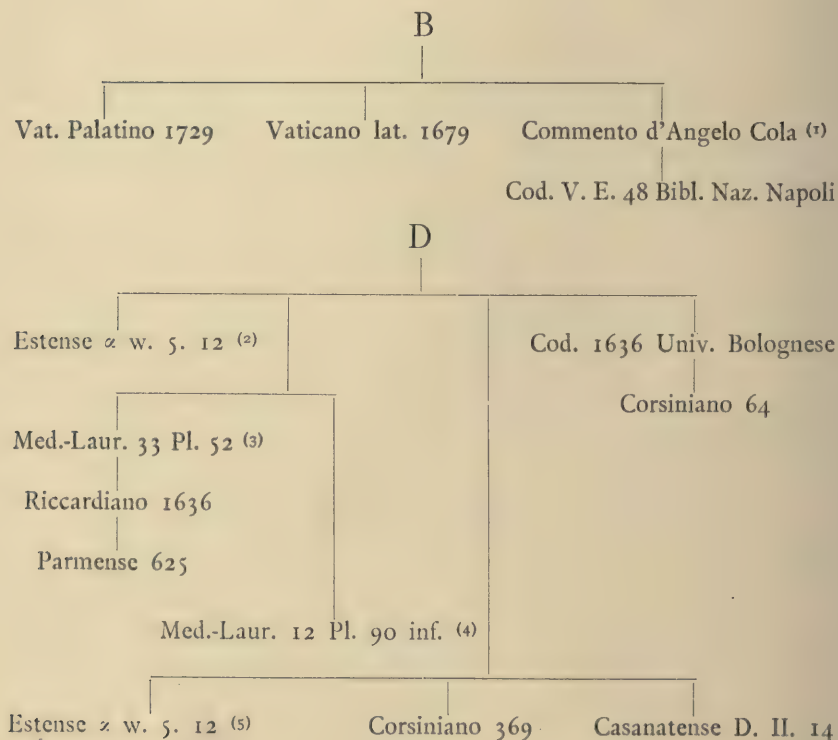 B
Vat. Palatino 1729 Vaticano lat. 1679 Commento d'Angelo Cola (1)
Cod. V. E. 48 Bibl. Naz. Napoli
D
Estense α w. 5. 12 (2) Cod. 1636 Univ. Bolognese
Corsiniano 64
Med.-Laur. 33 Pl. 52 (3)
Riccardiano 1636
Parmense 625
Med.-Laur. 12 Pl. 90 inf. (4)
Estense α w. 5. 12 (5) Corsiniano 369 Casanatense D. II. 14